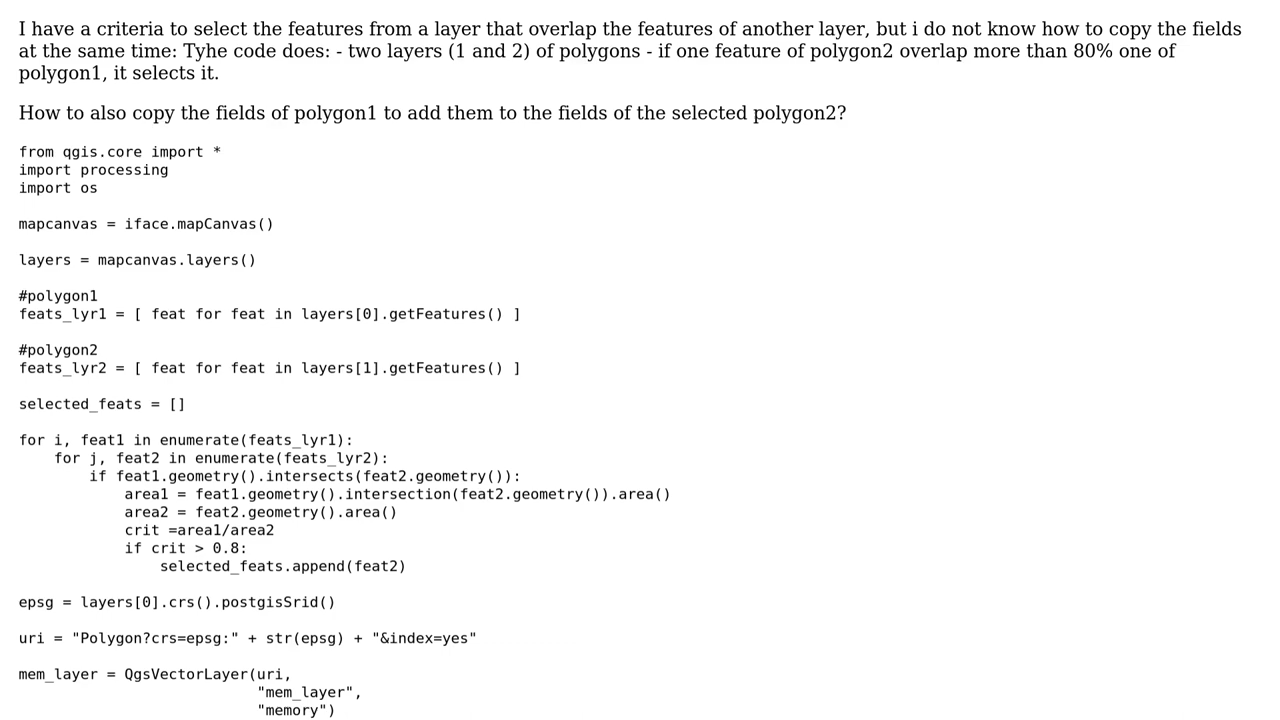 I have a criteria to select the features from a layer that overlap the features of another layer, but i do not know how to copy the fields
at the same time: Tyhe code does: - two layers (1 and 2) of polygons - if one feature of polygon2 overlap more than 80% one of
polygon1, it selects it.
How to also copy the fields of polygon1 to add them to the fields of the selected polygon2?
from qgis.core import *
import processing
import os
mapcanvas = iface.mapCanvas()
layers = mapcanvas.layers()
#polygon1
feats_lyr1 = [ feat for feat in layers[0].getFeatures() ]
#polygon2
feats_lyr2 = [ feat for feat in layers[1].getFeatures() ]
selected_feats = []
for i, feat1 in enumerate(feats_lyr1):
    for j, feat2 in enumerate(feats_lyr2):
        if feat1.geometry().intersects(feat2.geometry()):
            area1 = feat1.geometry().intersection(feat2.geometry()).area()
            area2 = feat2.geometry().area()
            crit =area1/area2
            if crit > 0.8:
                selected_feats.append(feat2)
epsg = layers[0].crs().postgisSrid()
uri = "Polygon?crs=epsg:" + str(epsg) + "&index=yes"
mem_layer = QgsVectorLayer(uri,
                           "mem_layer",
                           "memory")